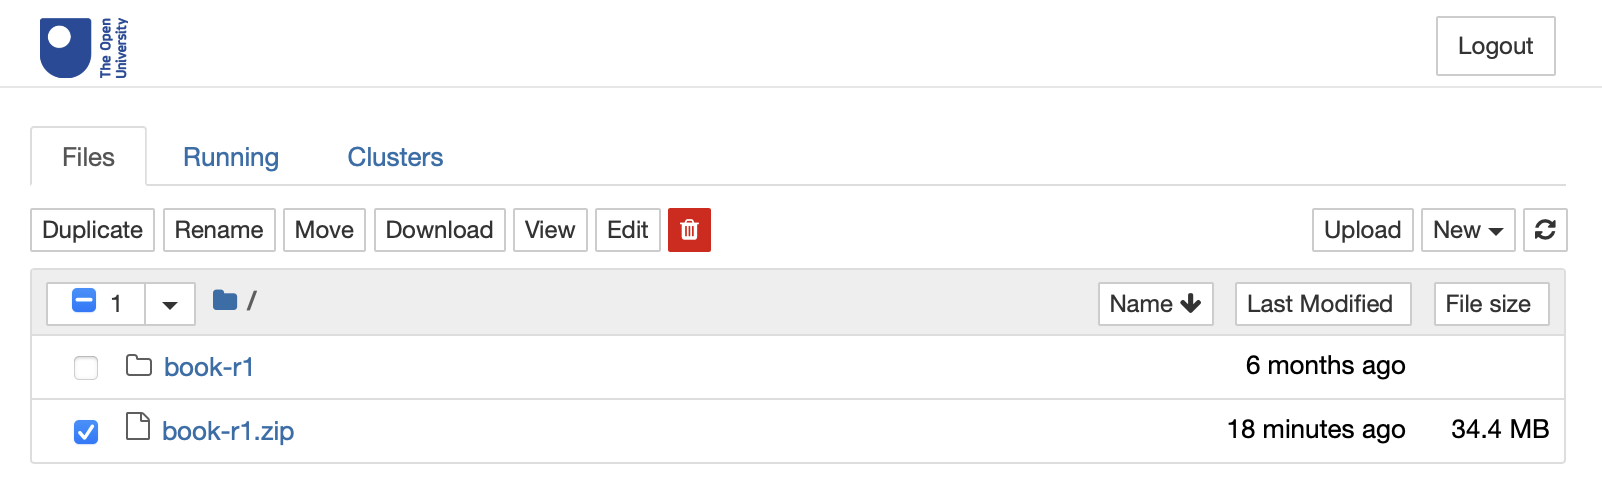 The Open
University
Logout
Files Running Clusters
Duplicate Rename Move Download View Edit Upload New
1 / Name Last Modified File size
book-r1 6 months ago
book-r1.zip 18 minutes ago 34.4 MB